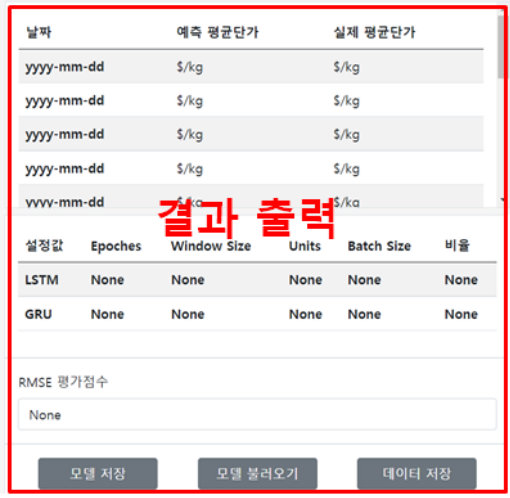 날짜 예측 평균단가 실제 평균단가
yyyy-mm-dd $/kg $/kg
yyyy-mm-dd $/kg $/kg
yyyy-mm-dd $/kg $/kg
yyyy-mm-dd $/kg $/kg
yyyy-mm-dd $/kg $/kg
결과 출력
설정값 Epoches Window Size Units Batch Size 비율
LSTM None None None None None
GRU None None None None None
RMSE 평가점수
None
모델 저장 모델 불러오기 데이터 저장